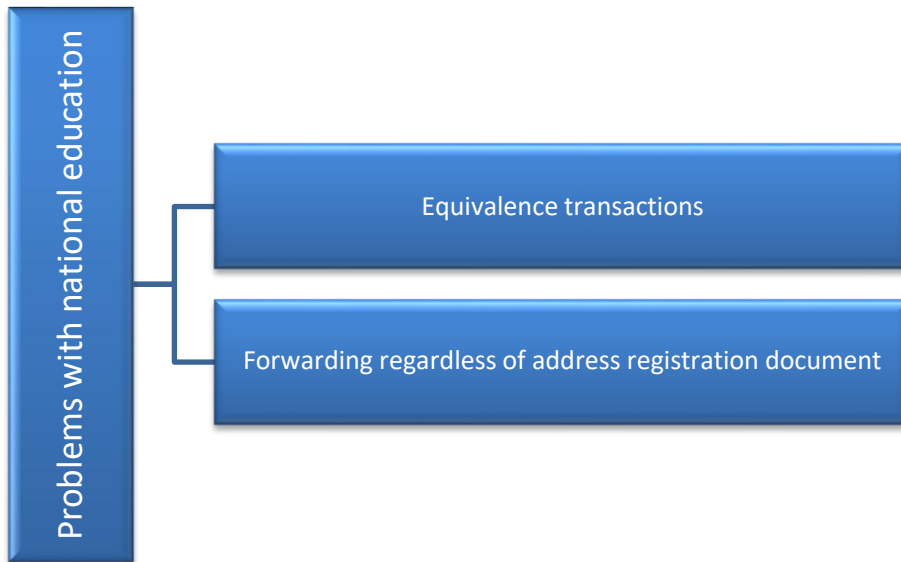 Problems with national education
Equivalence transactions
Forwarding regardless of address registration document